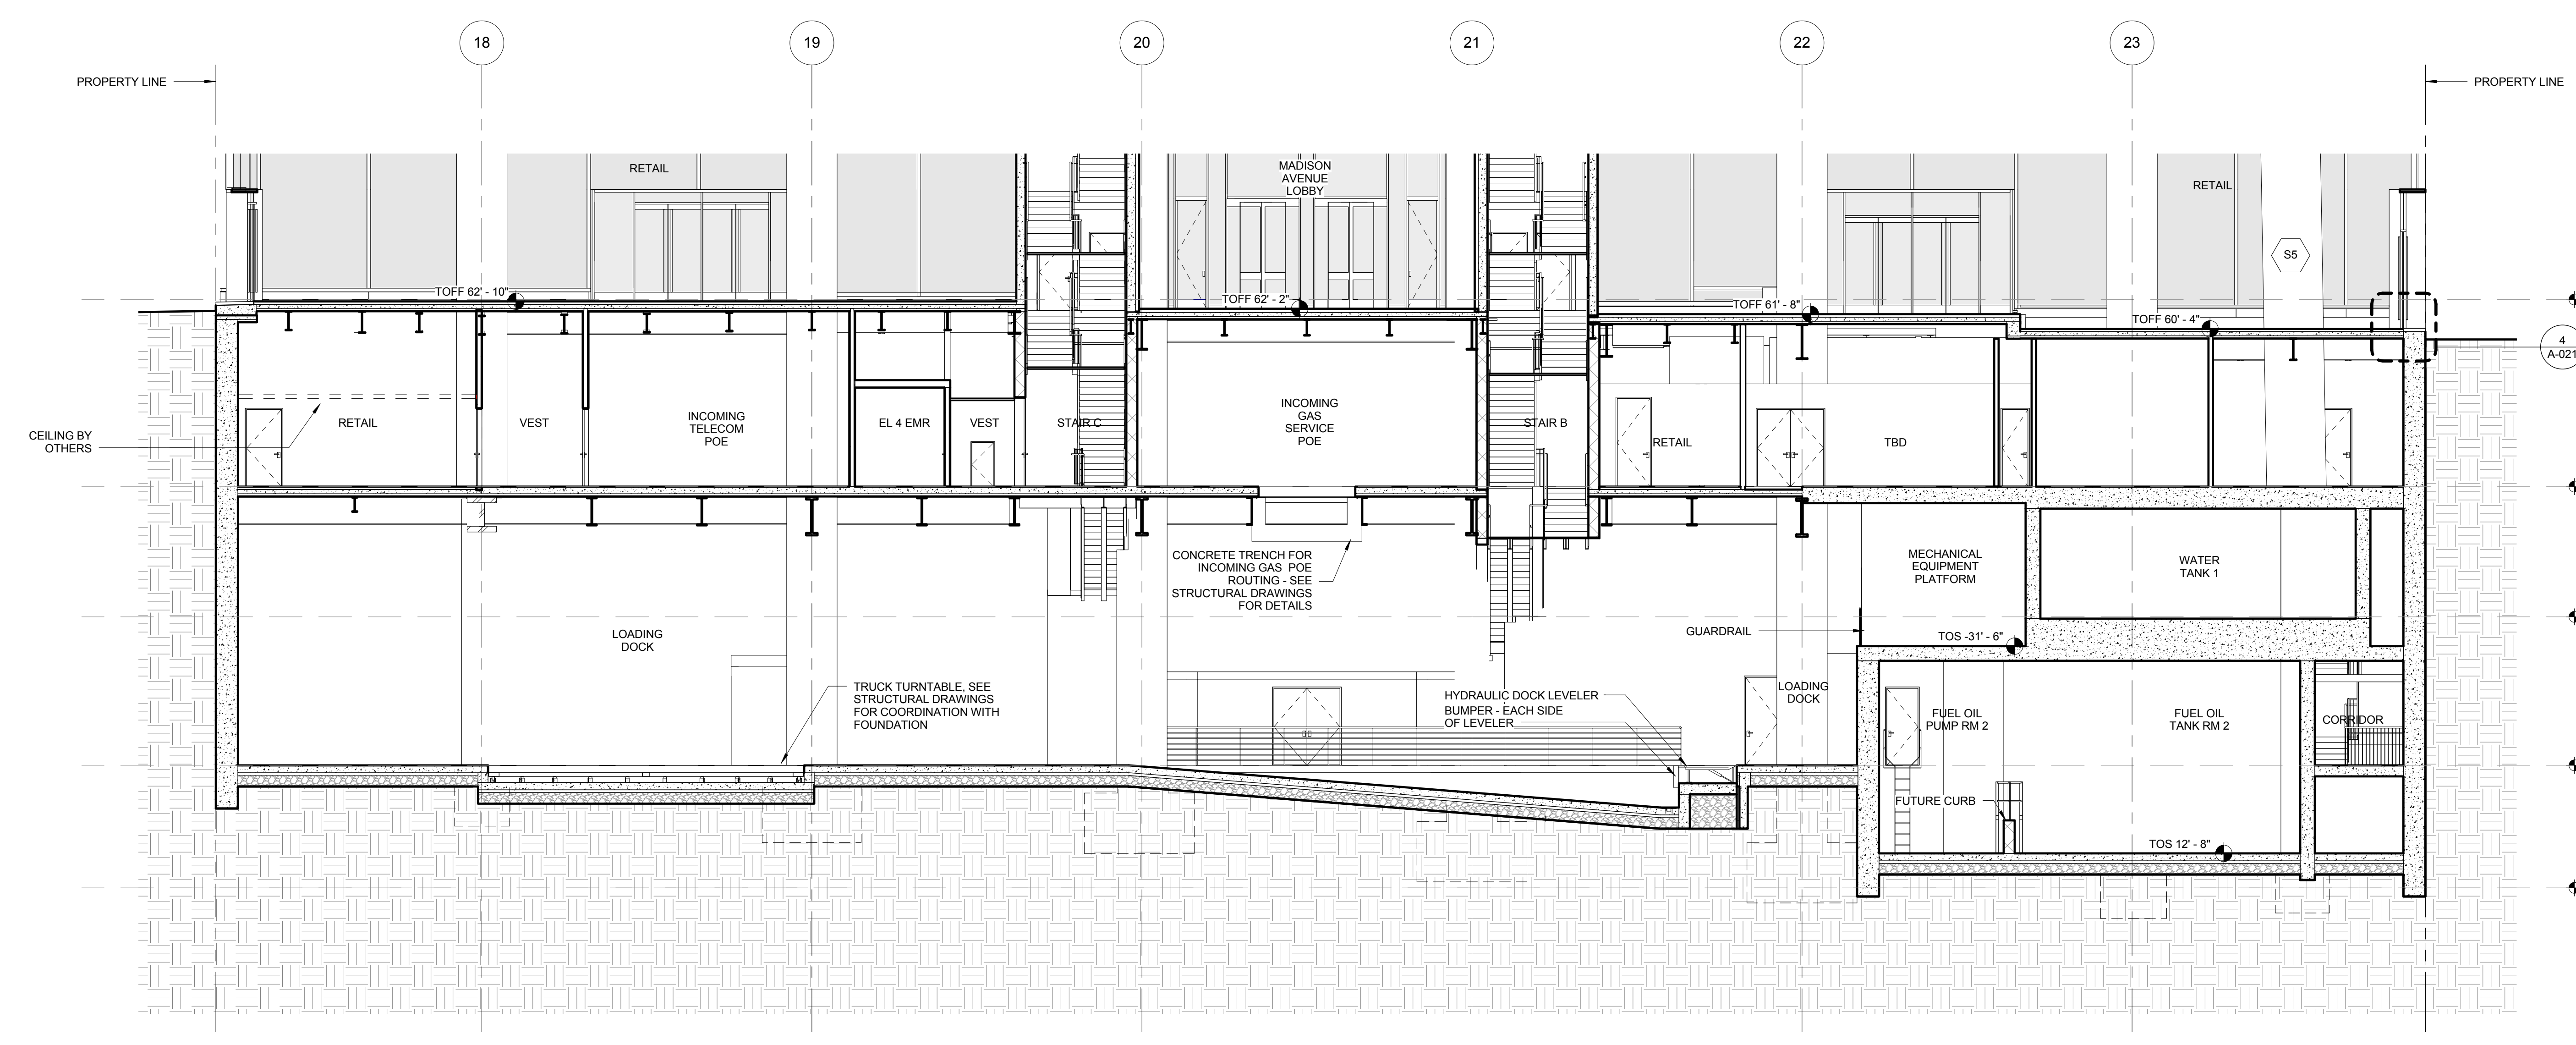 18
19
20
21
22
23
PROPERTY LINE
PROPERTY LINE
RETAIL
MADISON
AVENUE
LOBBY
RETAIL
S5
TOFF 62' - 10"
TOFF 62' - 2"
TOFF 61' - 8"
TOFF 60' - 4"
4
A-021
CEILING BY
OTHERS
RETAIL
VEST
INCOMING
TELECOM
POE
EL 4 EMR
VEST
STAIR C
INCOMING
GAS
SERVICE
POE
STAIR B
RETAIL
TBD
CONCRETE TRENCH FOR
INCOMING GAS POE
ROUTING - SEE
STRUCTURAL DRAWINGS
FOR DETAILS
MECHANICAL
EQUIPMENT
PLATFORM
WATER
TANK 1
LOADING
DOCK
GUARDRAIL
TOS -31' - 6"
TRUCK TURNTABLE, SEE
STRUCTURAL DRAWINGS
FOR COORDINATION WITH
FOUNDATION
HYDRAULIC DOCK LEVELER
BUMPER - EACH SIDE
OF LEVELER
LOADING
DOCK
FUEL OIL
PUMP RM 2
FUEL OIL
TANK RM 2
CORRIDOR
FUTURE CURB
TOS 12' - 8"